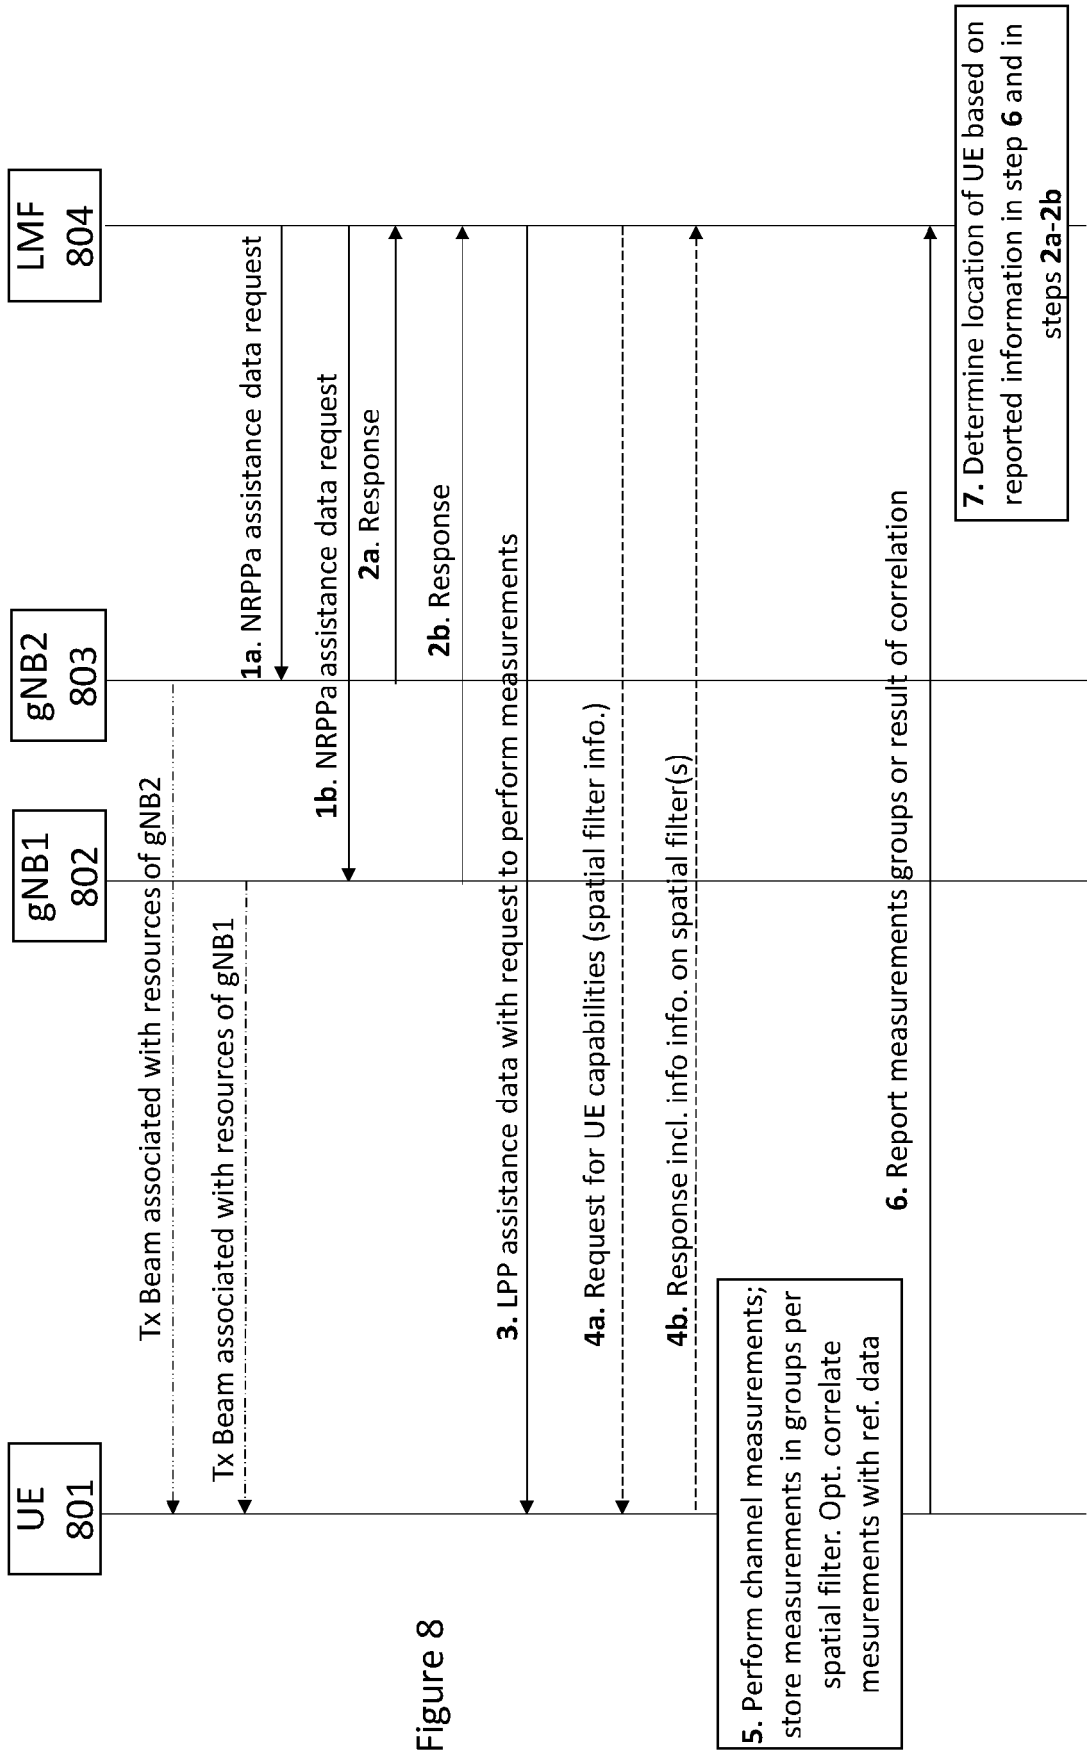 UE
801
gNB1
802
gNB2
803
LMF
804
Tx Beam associated with resources of gNB2
Tx Beam associated with resources of gNB1
1a. NRPPa assistance data request
1b. NRPPa assistance data request
2a. Response
2b. Response
3. LPP assistance data with request to perform measurements
4a. Request for UE capabilities (spatial filter info.)
4b. Response incl. info info. on spatial filter(s)
5. Perform channel measurements;
store measurements in groups per
spatial filter. Opt. correlate
mesurements with ref. data
6. Report measurements groups or result of correlation
7. Determine location of UE based on
reported information in step 6 and in
steps 2a-2b
Figure 8